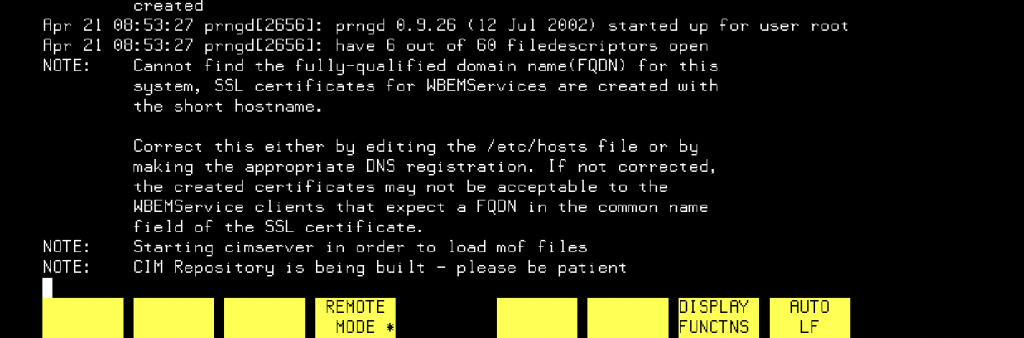 created
Apr 21 08:53:27 prngd[2656]: prngd 0.9.26 (12 Jul 2002) started up for user root
Apr 21 08:53:27 prngd[2656]: have 6 out of 60 filedescriptors open
NOTE:    Cannot find the fully-qualified domain name(FQDN) for this
system, SSL certificates for WBEMServices are created with
the short hostname.
Correct this either by editing the /etc/hosts file or by
making the appropriate DNS registration. If not corrected,
the created certificates may not be acceptable to the
WBEMService clients that expect a FQDN in the common name
field of the SSL certificate.
NOTE:    Starting cimserver in order to load mof files
NOTE:    CIM Repository is being built - please be patient
REMOTE DISPLAY AUTO
MODE * FUNCTNS LF